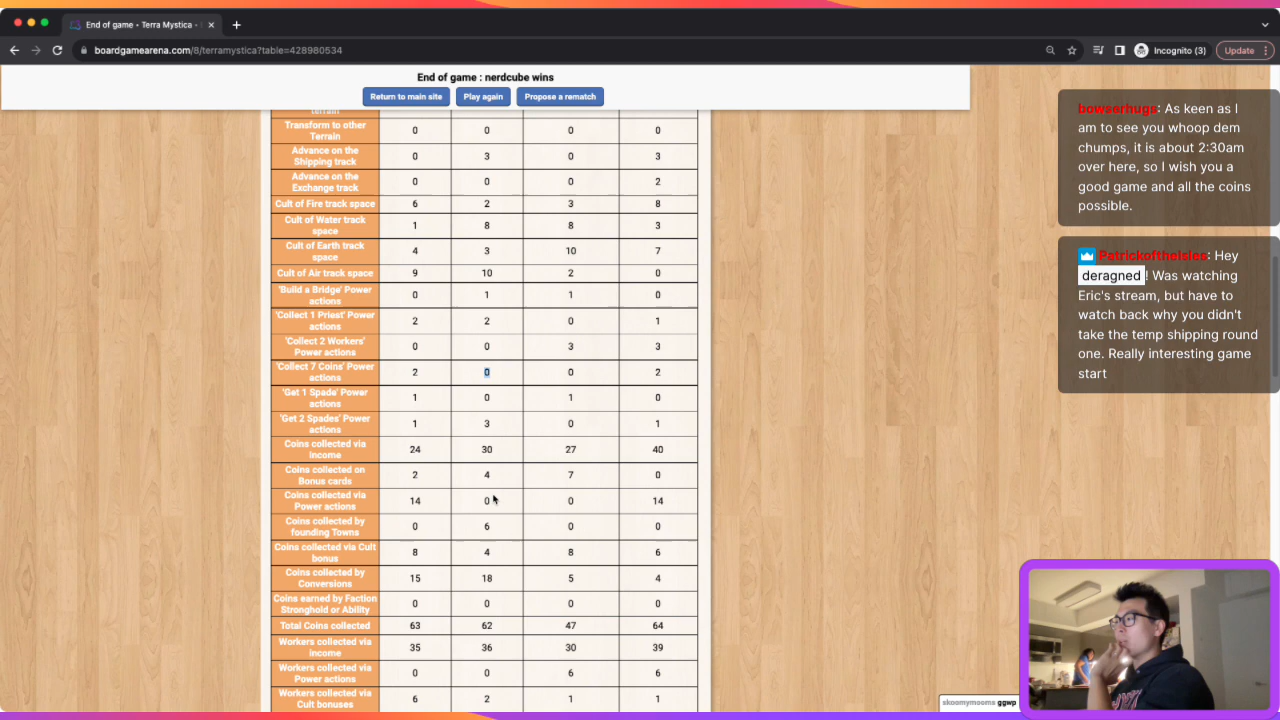 End of game • Terra Mystica •
boardgamearena.com/8/terramystica?table=428980534
Incognito (3)
Update
End of game : nerdcube wins
Return to main site Play again Propose a rematch
terrain
Transform to other
Terrain
0 0 0 0
Advance on the
Shipping track
0 3 0 3
Advance on the
Exchange track
0 0 0 2
Cult of Fire track space 6 2 3 8
Cult of Water track
space
1 8 8 3
Cult of Earth track
space
4 3 10 7
Cult of Air track space 9 10 2 0
'Build a Bridge' Power
actions
0 1 1 0
'Collect 1 Priest' Power
actions
2 2 0 1
'Collect 2 Workers'
Power actions
0 0 3 3
'Collect 7 Coins' Power
actions
2 0 0 2
'Get 1 Spade' Power
actions
1 0 1 0
'Get 2 Spades' Power
actions
1 3 0 1
Coins collected via
income
24 30 27 40
Coins collected on
Bonus cards
2 4 7 0
Coins collected via
Power actions
14 0 0 14
Coins collected by
founding Towns
0 6 0 0
Coins collected via Cult
bonus
8 4 8 6
Coins collected by
Conversions
15 18 5 4
Coins earned by Faction
Stronghold or Ability
0 0 0 0
Total Coins collected 63 62 47 64
Workers collected via
income
35 36 30 39
Workers collected via
Power actions
0 0 6 6
Workers collected via
Cult bonuses
6 2 1 1
bowserhugs: As keen as I
am to see you whoop dem
chumps, it is about 2:30am
over here, so I wish you a
good game and all the coins
possible.
PatrickoftheIsles: Hey
deragned! Was watching
Eric's stream, but have to
watch back why you didn't
take the temp shipping round
one. Really interesting game
start
skoomymooms ggwp